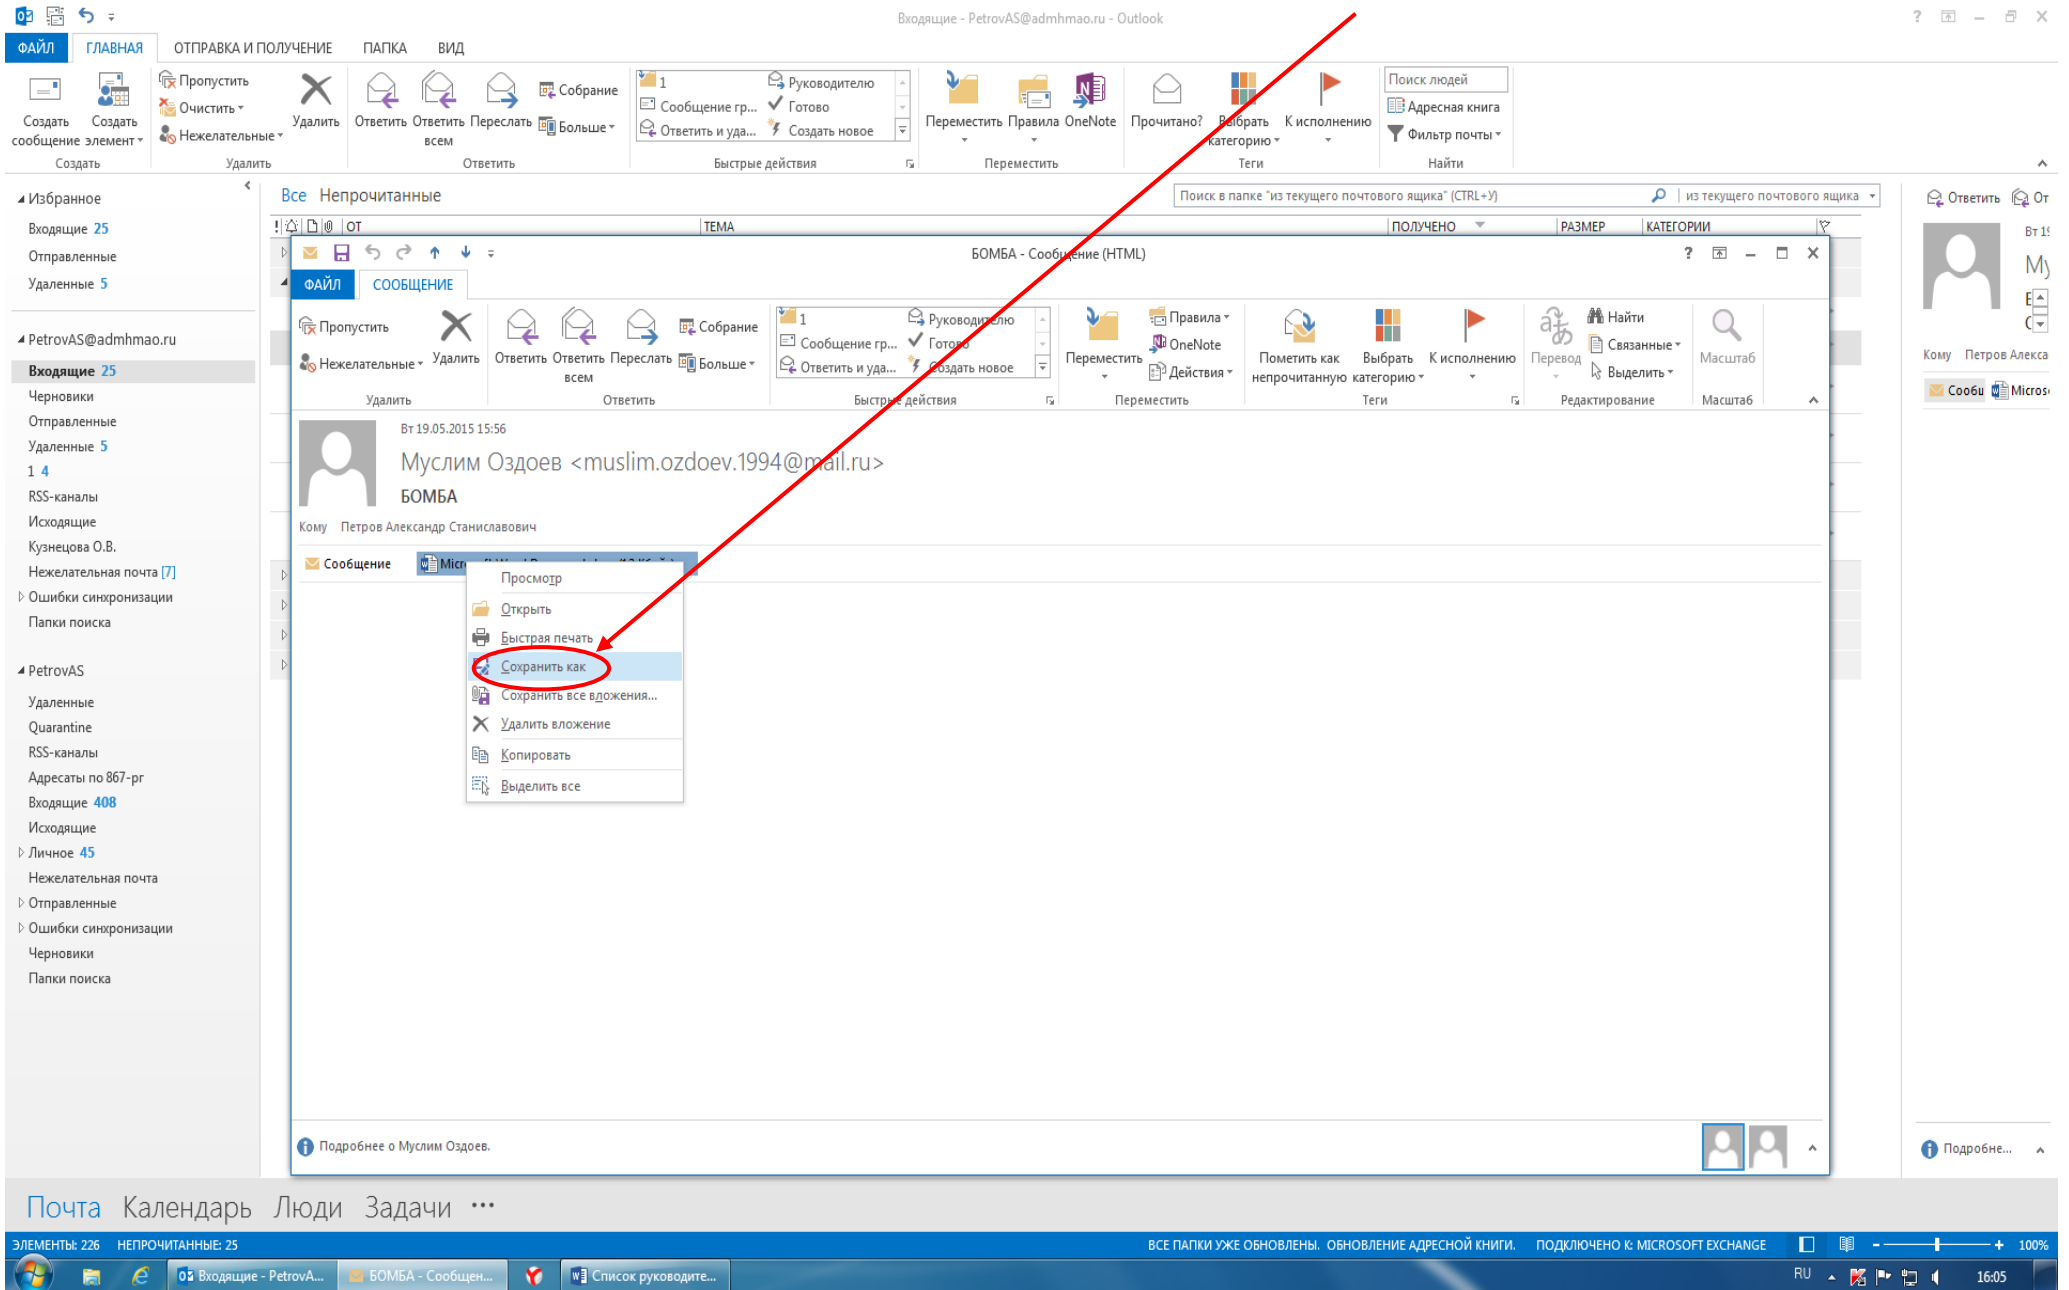 Входящие - PetrovAS@admhmao.ru - Outlook
ФАЙЛ ГЛАВНАЯ ОТПРАВКА И ПОЛУЧЕНИЕ ПАПКА ВИД
Создать сообщение
Создать элемент
Создать
Пропустить
Очистить
Нежелательные
Удалить
Удалить
Ответить
Ответить всем
Переслать
Собрание
Больше
Ответить
1
Сообщение гр...
Ответить и уда...
Руководителю
Готово
Создать новое
Быстрые действия
Переместить
Правила
OneNote
Переместить
Прочитано?
Выбрать категорию
К исполнению
Теги
Поиск людей
Адресная книга
Фильтр почты
Найти
Избранное
Входящие 25
Отправленные
Удаленные 5
PetrovAS@admhmao.ru
Входящие 25
Черновики
Отправленные
Удаленные 5
1 4
RSS-каналы
Исходящие
Кузнецова О.В.
Нежелательная почта [7]
Ошибки синхронизации
Папки поиска
PetrovAS
Удаленные
Quarantine
RSS-каналы
Адресаты по 867-рг
Входящие 408
Исходящие
Личное 45
Нежелательная почта
Отправленные
Ошибки синхронизации
Черновики
Папки поиска
Все Непрочитанные
Поиск в папке "из текущего почтового ящика" (CTRL+У)
из текущего почтового ящика
ОТ ТЕМА ПОЛУЧЕНО РАЗМЕР КАТЕГОРИИ
БОМБА - Сообщение (HTML)
ФАЙЛ СООБЩЕНИЕ
Пропустить
Нежелательные
Удалить
Удалить
Ответить
Ответить всем
Переслать
Собрание
Больше
Ответить
1
Сообщение гр...
Ответить и уда...
Руководителю
Готово
Создать новое
Быстрые действия
Переместить
Правила
OneNote
Действия
Переместить
Пометить как непрочитанную
Выбрать категорию
К исполнению
Теги
Перевод
Найти
Связанные
Выделить
Редактирование
Масштаб
Масштаб
Вт 19.05.2015 15:56
Муслим Оздоев <muslim.ozdoev.1994@mail.ru>
БОМБА
Кому Петров Александр Станиславович
Сообщение
Просмотр
Открыть
Быстрая печать
Сохранить как
Сохранить все вложения...
Удалить вложение
Копировать
Выделить все
Подробнее о Муслим Оздоев.
Ответить От
Вт 19
Му
Кому Петров Алекса
Сообщ Micros
Подробне...
Почта Календарь Люди Задачи
ЭЛЕМЕНТЫ: 226 НЕПРОЧИТАННЫЕ: 25
ВСЕ ПАПКИ УЖЕ ОБНОВЛЕНЫ. ОБНОВЛЕНИЕ АДРЕСНОЙ КНИГИ. ПОДКЛЮЧЕНО К: MICROSOFT EXCHANGE 100%
Входящие - PetrovA...
БОМБА - Сообщен...
Список руководите...
RU 16:05